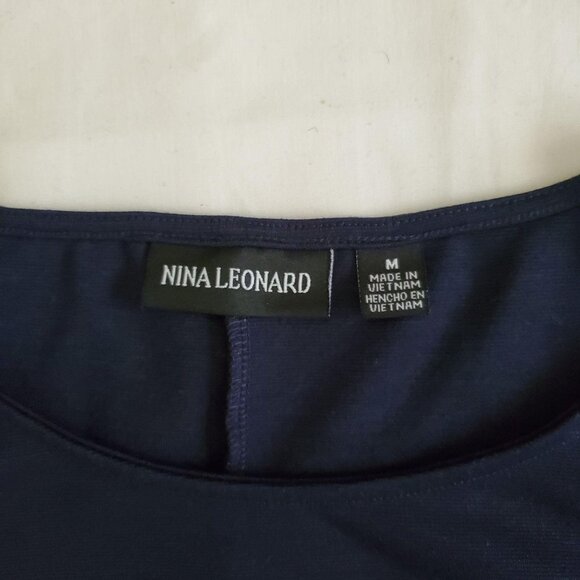 NINA LEONARD
M
MADE IN
VIETNAM
HENCHO EN
VIETNAM